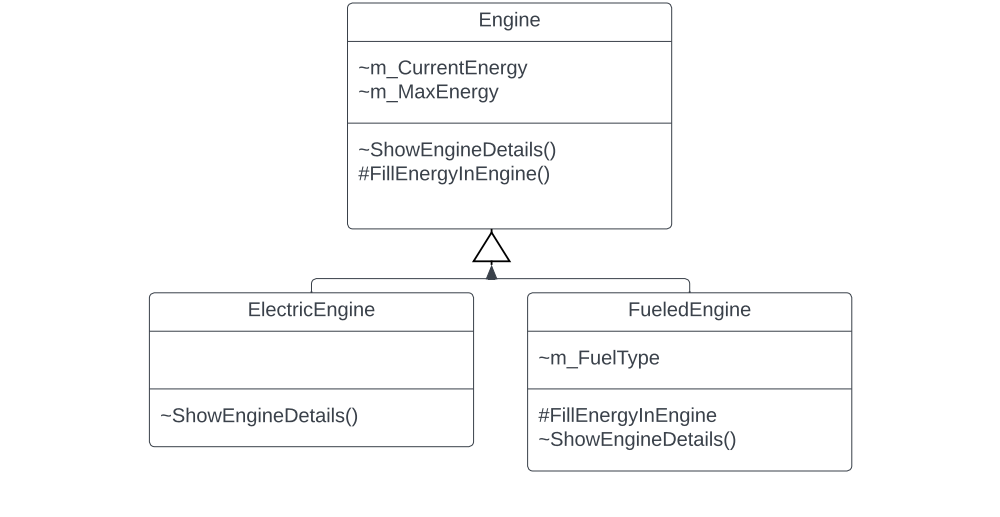 Engine
~m_CurrentEnergy
~m_MaxEnergy
~ShowEngineDetails()
#FillEnergyInEngine()
ElectricEngine
~ShowEngineDetails()
FueledEngine
~m_FuelType
#FillEnergyInEngine
~ShowEngineDetails()